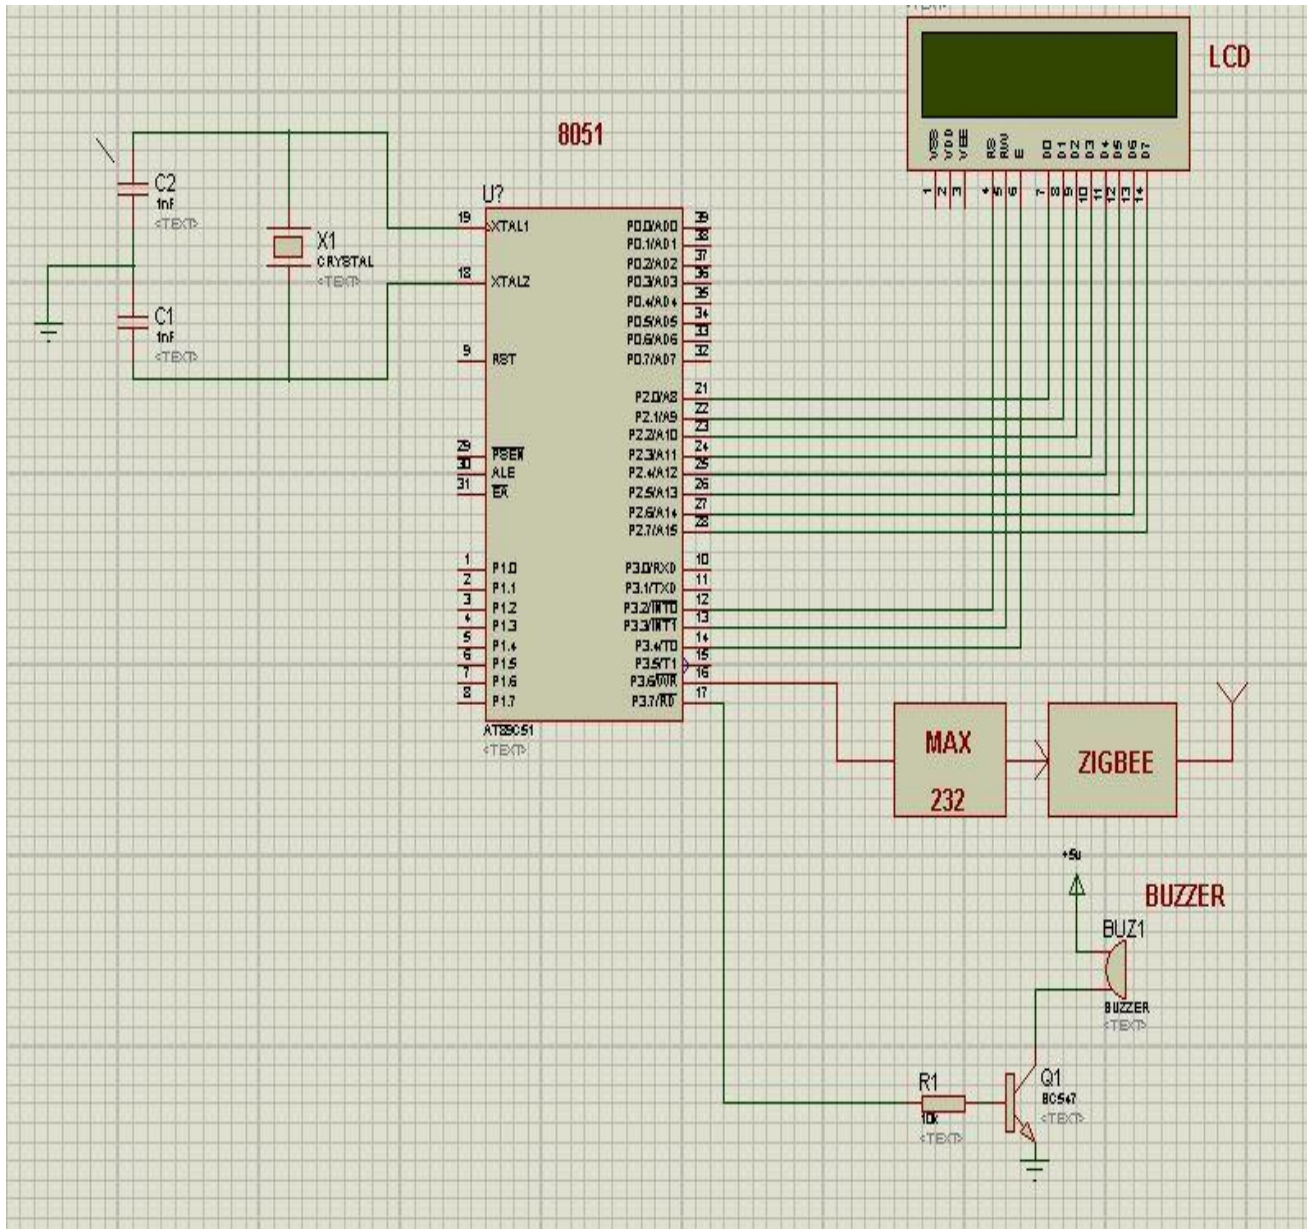 LCD
VSS
VDD
VEE
RS
RW
E
D0
D1
D2
D3
D4
D5
D6
D7
1
2
3
4
5
6
7
8
9
10
11
12
13
14
8051
C2
1nF
<TEXT>
X1
CRYSTAL
<TEXT>
C1
1nF
<TEXT>
U?
19 XTAL1
18 XTAL2
9 RST
29 PSEN
30 ALE
31 EA
1 P1.0
2 P1.1
3 P1.2
4 P1.3
5 P1.4
6 P1.5
7 P1.6
8 P1.7
P0.0/AD0 39
P0.1/AD1 38
P0.2/AD2 37
P0.3/AD3 36
P0.4/AD4 35
P0.5/AD5 34
P0.6/AD6 33
P0.7/AD7 32
P2.0/A8 21
P2.1/A9 22
P2.2/A10 23
P2.3/A11 24
P2.4/A12 25
P2.5/A13 26
P2.6/A14 27
P2.7/A15 28
P3.0/RXD 10
P3.1/TXD 11
P3.2/INT0 12
P3.3/INT1 13
P3.4/T0 14
P3.5/T1 15
P3.6/WR 16
P3.7/RD 17
AT89C51
<TEXT>
MAX
232
ZIGBEE
+5v
BUZZER
BUZ1
BUZZER
<TEXT>
R1
10k
<TEXT>
Q1
BC547
<TEXT>